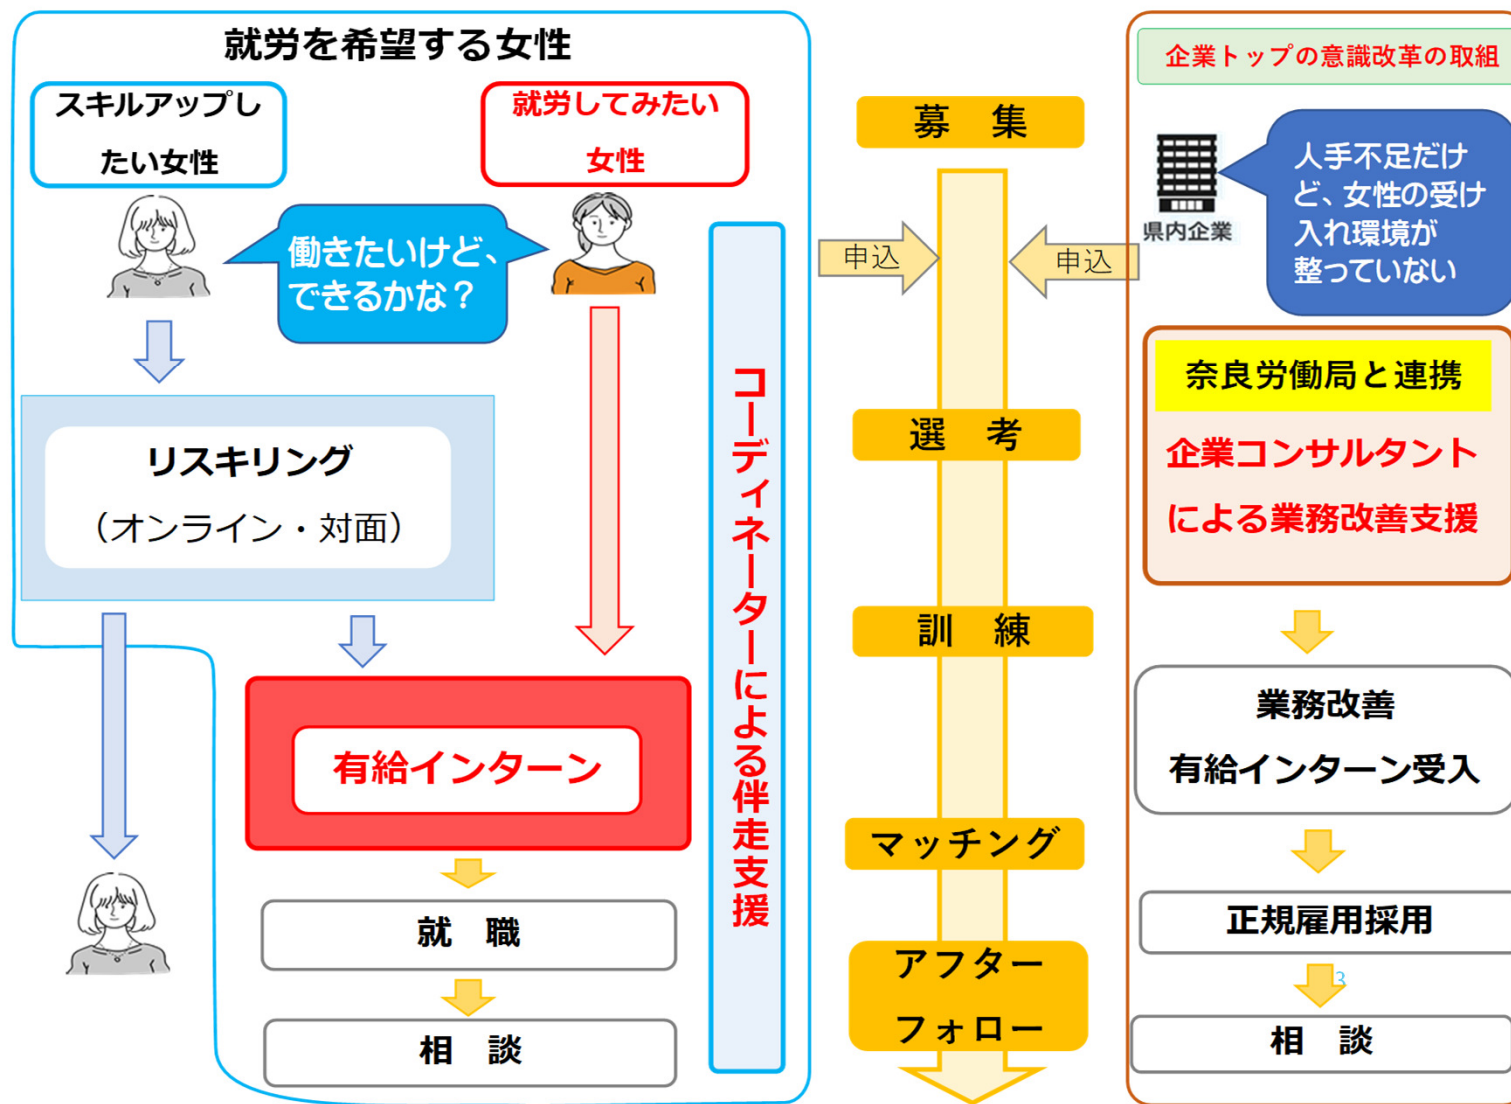 就労を希望する女性
スキルアップし
たい女性
就労してみたい
女性
働きたいけど、
できるかな？
リスキリング
（オンライン・対面）
有給インターン
就　職
相　談
コーディネーターによる伴走支援
募　集
申込
申込
選　考
訓　練
マッチング
アフター
フォロー
企業トップの意識改革の取組
県内企業
人手不足だけ
ど、女性の受け
入れ環境が
整っていない
奈良労働局と連携
企業コンサルタント
による業務改善支援
業務改善
有給インターン受入
正規雇用採用
3
相　談